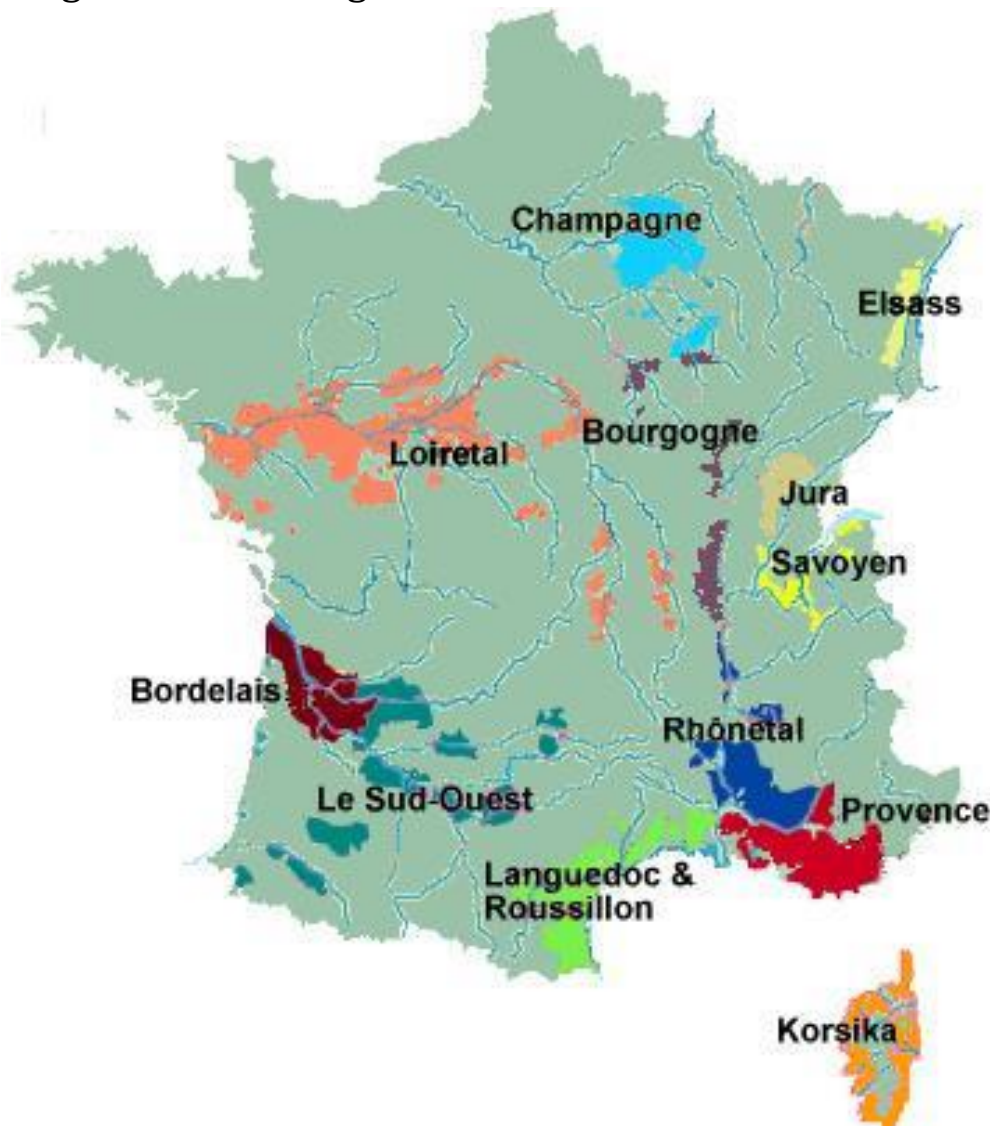 Champagne
Elsass
Bourgogne
Loiretal
Jura
Savoyen
Bordelais
Rhônetal
Le Sud-Ouest
Provence
Languedoc &
Roussillon
Korsika